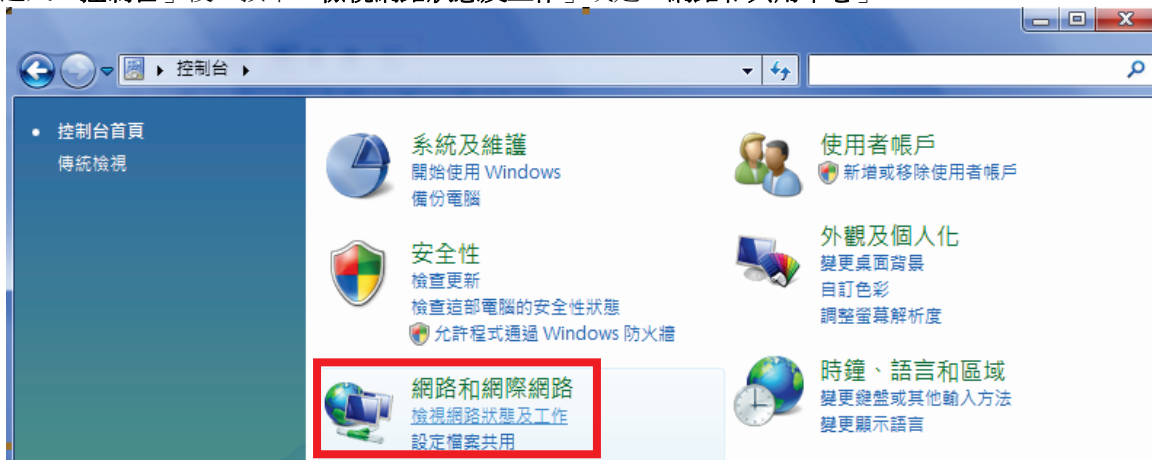 控制台
控制台首頁
傳統檢視
系統及維護
開始使用 Windows
備份電腦
安全性
檢查更新
檢查這部電腦的安全性狀態
允許程式通過 Windows 防火牆
網路和網際網路
檢視網路狀態及工作
設定檔案共用
使用者帳戶
新增或移除使用者帳戶
外觀及個人化
變更桌面背景
自訂色彩
調整螢幕解析度
時鐘、語言和區域
變更鍵盤或其他輸入方法
變更顯示語言